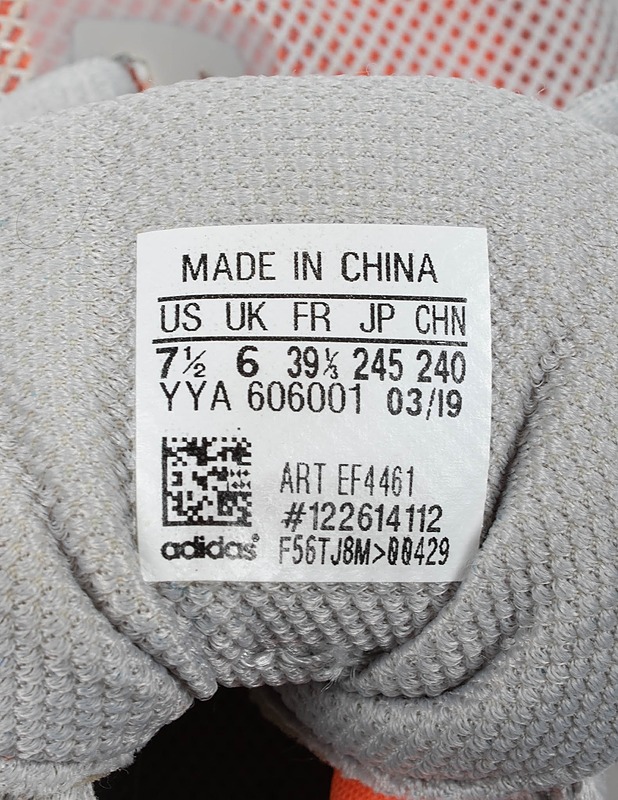 MADE IN CHINA
US UK FR JP CHN
7½ 6 39⅓ 245 240
YYA 606001 03/19
ART EF4461
#122614112
adidas® F56TJ8M>00429